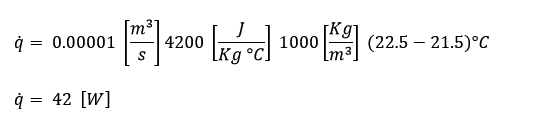 q̇ = 0.00001 [m³/s] 4200 [J/Kg °C] 1000 [Kg/m³] (22.5 − 21.5)°C
q̇ = 42 [W]